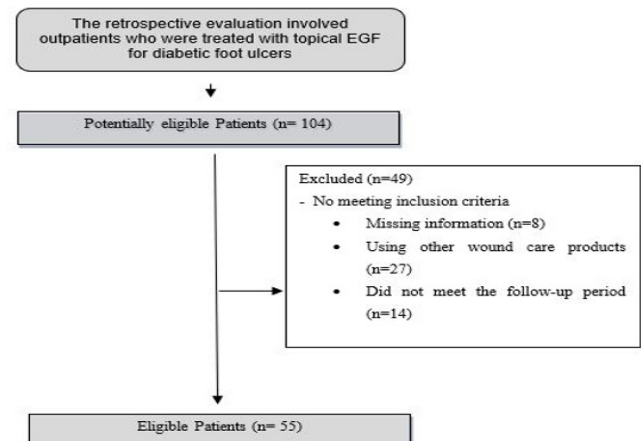 The retrospective evaluation involved
outpatients who were treated with topical EGF
for diabetic foot ulcers
Potentially eligible Patients (n= 104)
Excluded (n=49)
- No meeting inclusion criteria
• Missing information (n=8)
• Using other wound care products
(n=27)
• Did not meet the follow-up period
(n=14)
Eligible Patients (n= 55)